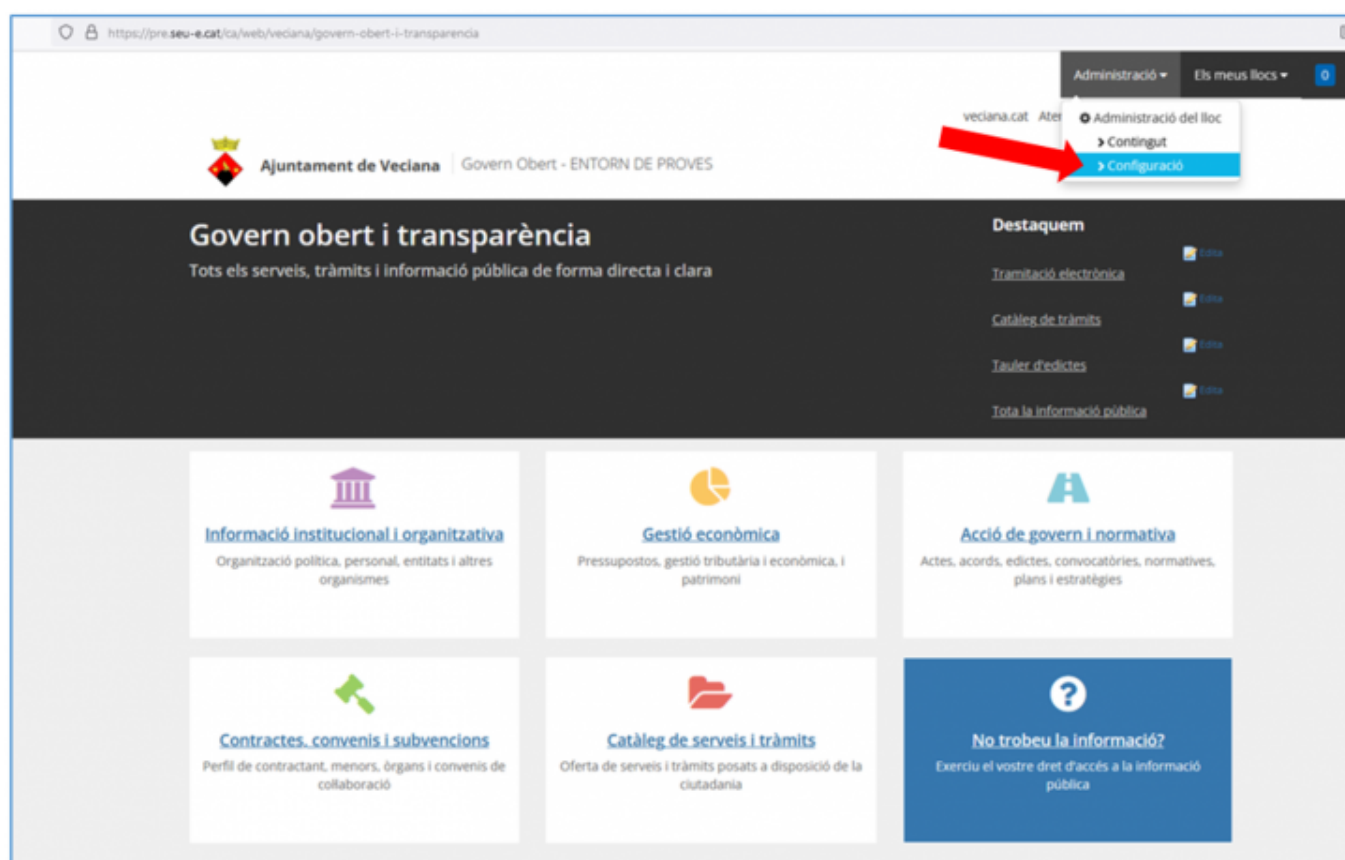 https://pre.seu-e.cat/ca/web/veciana/govern-obert-i-transparencia
Administració Els meus llocs 0
veciana.cat Ater
Administració del lloc
Contingut
Configuració
Ajuntament de Veciana Govern Obert - ENTORN DE PROVES
Govern obert i transparència
Tots els serveis, tràmits i informació pública de forma directa i clara
Destaquem
Edita
Tramitació electrònica
Edita
Catàleg de tràmits
Edita
Tauler d'edictes
Edita
Tota la informació pública
Informació institucional i organitzativa
Organització política, personal, entitats i altres
organismes
Gestió econòmica
Pressupostos, gestió tributària i econòmica, i
patrimoni
Acció de govern i normativa
Actes, acords, edictes, convocatòries, normatives,
plans i estratègies
Contractes, convenis i subvencions
Perfil de contractant, menors, òrgans i convenis de
col·laboració
Catàleg de serveis i tràmits
Oferta de serveis i tràmits posats a disposició de la
ciutadania
No trobeu la informació?
Exerciu el vostre dret d'accés a la informació
pública